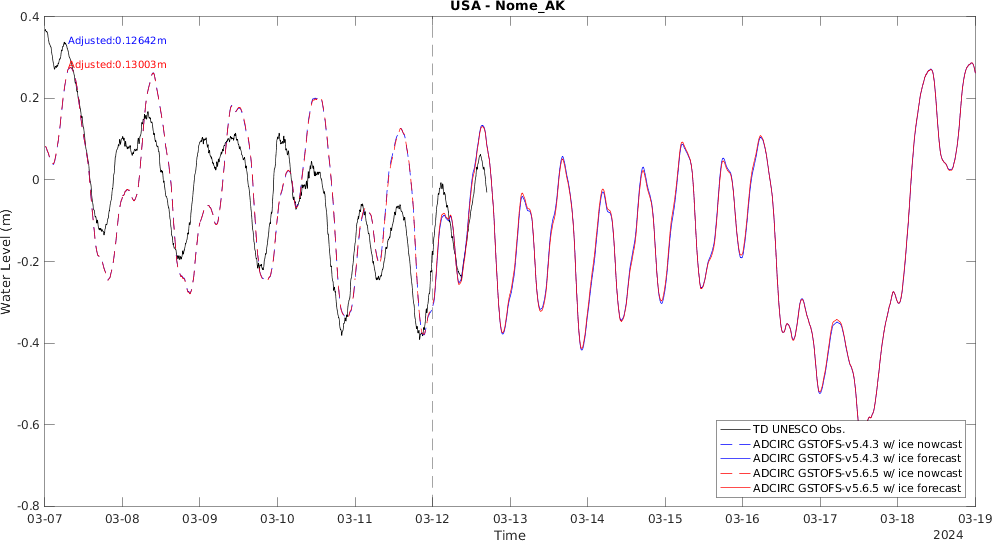 USA - Nome_AK
Adjusted:0.12642m
Adjusted:0.13003m
0.4
0.2
0
-0.2
-0.4
-0.6
-0.8
Water Level (m)
TD UNESCO Obs.
ADCIRC GSTOFS-v5.4.3 w/ ice nowcast
ADCIRC GSTOFS-v5.4.3 w/ ice forecast
ADCIRC GSTOFS-v5.6.5 w/ ice nowcast
ADCIRC GSTOFS-v5.6.5 w/ ice forecast
03-07 03-08 03-09 03-10 03-11 03-12 03-13 03-14 03-15 03-16 03-17 03-18 03-19
Time
2024